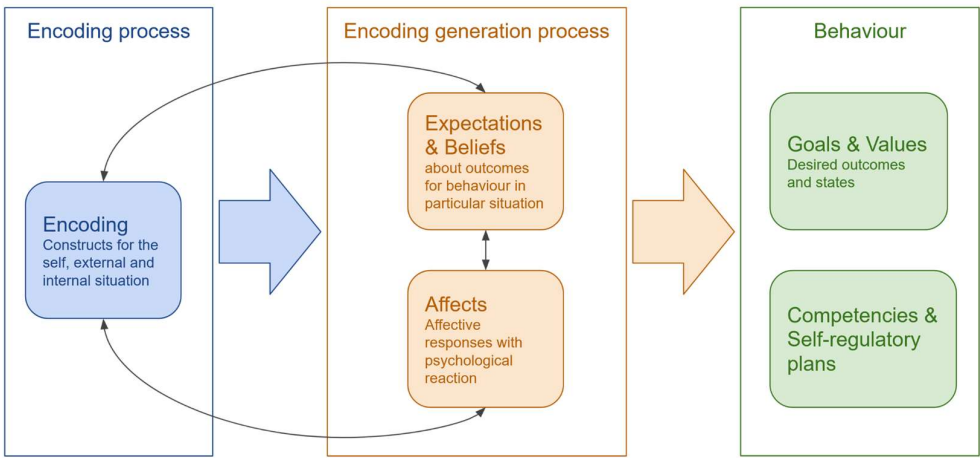 Encoding process
Encoding
Constructs for the
self, external and
internal situation
Encoding generation process
Expectations
& Beliefs
about outcomes
for behaviour in
particular situation
Affects
Affective
responses with
psychological
reaction
Behaviour
Goals & Values
Desired outcomes
and states
Competencies &
Self-regulatory
plans